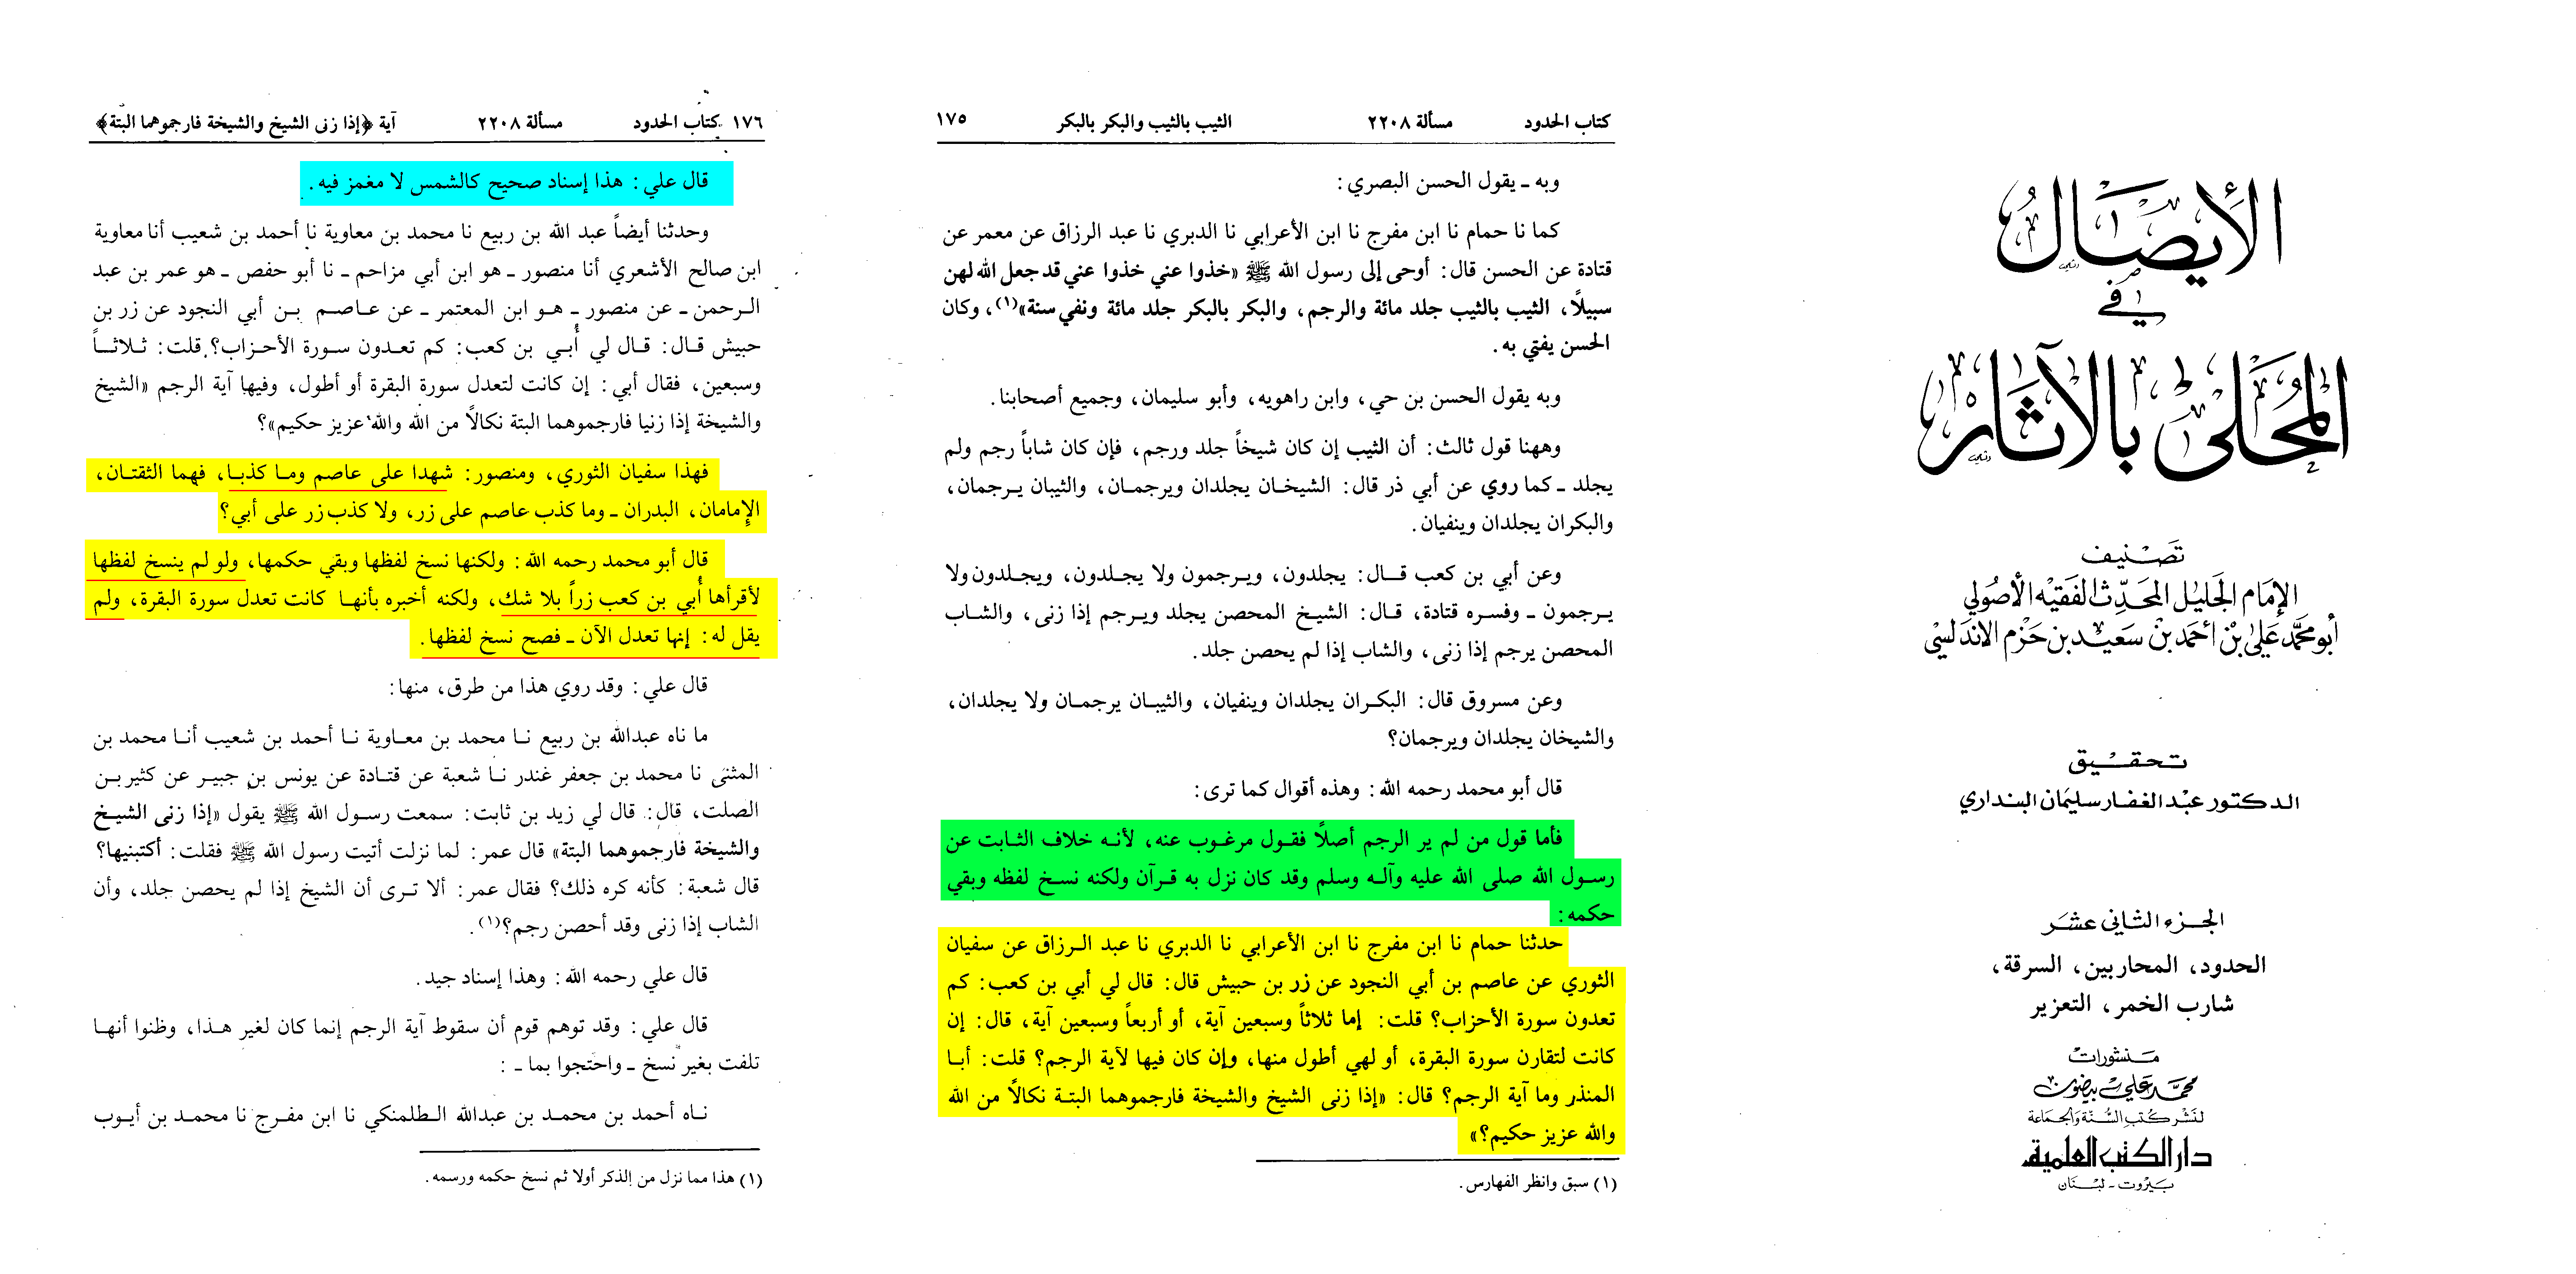 الإيصال
في
المحلى بالآثار
تصنيف
الإمام الجليل المحدث الفقيه الأصولي
أبو محمد علي بن أحمد بن سعيد بن حزم الأندلسي
تحقيق
الدكتور عبد الغفار سليمان البنداري
الجزء الثاني عشر
الحدود، المحاربين، السرقة،
شارب الخمر، التعزير
منشورات
محمد علي بيضون
لنشر كتب السنة والجماعة
دار الكتب العلمية
بيروت - لبنان
كتاب الحدود مسألة ٢٢٠٨ الثيب بالثيب والبكر بالبكر ١٧٥
وبه ـ يقول الحسن البصري:
كما نا حمام نا ابن مفرج نا ابن الأعرابي نا الدبري نا عبد الرزاق عن معمر عن
قتادة عن الحسن قال: أوحى إلى رسول الله ﷺ «خذوا عني خذوا عني قد جعل الله لهن
سبيلًا، الثيب بالثيب جلد مائة والرجم، والبكر بالبكر جلد مائة ونفي سنة»(١)، وكان
الحسن يفتي به.
وبه يقول الحسن بن حي، وابن راهويه، وأبو سليمان، وجميع أصحابنا.
وههنا قول ثالث: أن الثيب إن كان شيخاً جلد ورجم، فإن كان شاباً رجم ولم
يجلد ـ كما روي عن أبي ذر قال: الشيخان يجلدان ويرجمان، والثيبان يرجمان،
والبكران يجلدان وينفيان.
وعن أبي بن كعب قال: يجلدون، ويرجمون ولا يجلدون، ويجلدون ولا
يرجمون ـ وفسره قتادة، قال: الشيخ المحصن يجلد ويرجم إذا زنى، والشاب
المحصن يرجم إذا زنى، والشاب إذا لم يحصن جلد.
وعن مسروق قال: البكران يجلدان وينفيان، والثيبان يرجمان ولا يجلدان،
والشيخان يجلدان ويرجمان؟
قال أبو محمد رحمه الله: وهذه أقوال كما ترى:
فأما قول من لم ير الرجم أصلًا فقول مرغوب عنه، لأنه خلاف الثابت عن
رسول الله صلى الله عليه وآله وسلم وقد كان نزل به قرآن ولكنه نسخ لفظه وبقي
حكمه:
حدثنا حمام نا ابن مفرج نا ابن الأعرابي نا الدبري نا عبد الرزاق عن سفيان
الثوري عن عاصم بن أبي النجود عن زر بن حبيش قال: قال لي أبي بن كعب: كم
تعدون سورة الأحزاب؟ قلت: إما ثلاثاً وسبعين آية، أو أربعاً وسبعين آية، قال: إن
كانت لتقارن سورة البقرة، أو لهي أطول منها، وإن كان فيها لآية الرجم؟ قلت: أبا
المنذر وما آية الرجم؟ قال: «إذا زنى الشيخ والشيخة فارجموهما البتة نكالًا من الله
والله عزيز حكيم؟»
(١) سبق وانظر الفهارس.
١٧٦ كتاب الحدود مسألة ٢٢٠٨ آية ﴿إذا زنى الشيخ والشيخة فارجموهما البتة﴾
قال علي: هذا إسناد صحيح كالشمس لا مغمز فيه.
وحدثنا أيضاً عبد الله بن ربيع نا محمد بن معاوية نا أحمد بن شعيب أنا معاوية
ابن صالح الأشعري أنا منصور ـ هو ابن أبي مزاحم ـ نا أبو حفص ـ هو عمر بن عبد
الرحمن ـ عن منصور ـ هو ابن المعتمر ـ عن عاصم بن أبي النجود عن زر بن
حبيش قال: قال لي أُبي بن كعب: كم تعدون سورة الأحزاب؟ قلت: ثلاثاً
وسبعين، فقال أبي: إن كانت لتعدل سورة البقرة أو أطول، وفيها آية الرجم «الشيخ
والشيخة إذا زنيا فارجموهما البتة نكالًا من الله والله عزيز حكيم»؟
فهذا سفيان الثوري، ومنصور: شهدا على عاصم وما كذبا، فهما الثقتان،
الإمامان، البدران ـ وما كذب عاصم على زر، ولا كذب زر على أبي؟
قال أبو محمد رحمه الله: ولكنها نسخ لفظها وبقي حكمها، ولو لم ينسخ لفظها
لأقرأها أُبي بن كعب زراً بلا شك، ولكنه أخبره بأنها كانت تعدل سورة البقرة، ولم
يقل له: إنها تعدل الآن ـ فصح نسخ لفظها.
قال علي: وقد روي هذا من طرق، منها:
ما ناه عبدالله بن ربيع نا محمد بن معاوية نا أحمد بن شعيب أنا محمد بن
المثنى نا محمد بن جعفر غندر نا شعبة عن قتادة عن يونس بن جبير عن كثير بن
الصلت، قال: قال لي زيد بن ثابت: سمعت رسول الله ﷺ يقول «إذا زنى الشيخ
والشيخة فارجموهما البتة» قال عمر: لما نزلت أتيت رسول الله ﷺ فقلت: أكتبنيها؟
قال شعبة: كأنه كره ذلك؟ فقال عمر: ألا ترى أن الشيخ إذا لم يحصن جلد، وأن
الشاب إذا زنى وقد أحصن رجم؟(١).
قال علي رحمه الله: وهذا إسناد جيد.
قال علي: وقد توهم قوم أن سقوط آية الرجم إنما كان لغير هذا، وظنوا أنها
تلفت بغير نسخ ـ واحتجوا بما ـ :
ناه أحمد بن محمد بن عبدالله الطلمنكي نا ابن مفرج نا محمد بن أيوب
(١) هذا مما نزل من الذكر أولا ثم نسخ حكمه ورسمه.